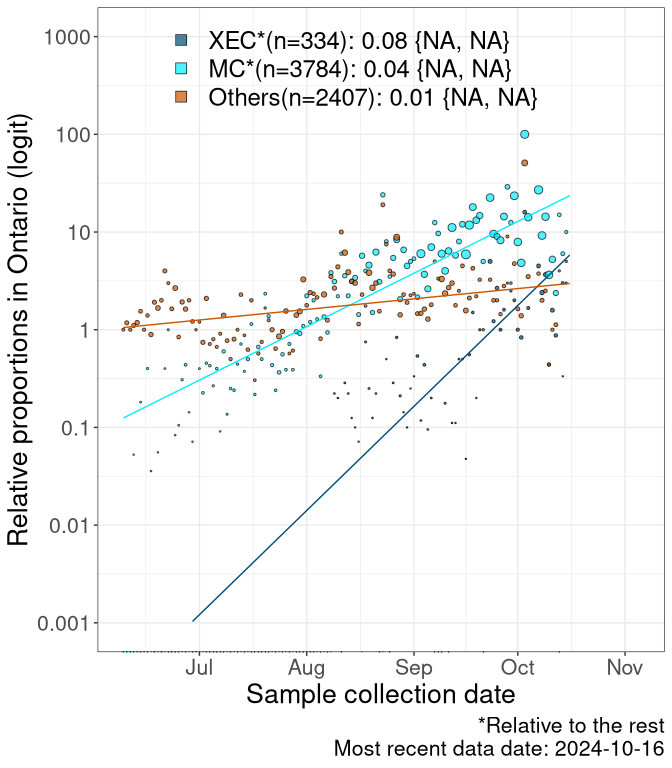 XEC*(n=334): 0.08 {NA, NA}
MC*(n=3784): 0.04 {NA, NA}
Others(n=2407): 0.01 {NA, NA}
Relative proportions in Ontario (logit)
1000
100
10
1
0.1
0.01
0.001
Jul Aug Sep Oct Nov
Sample collection date
*Relative to the rest
Most recent data date: 2024-10-16